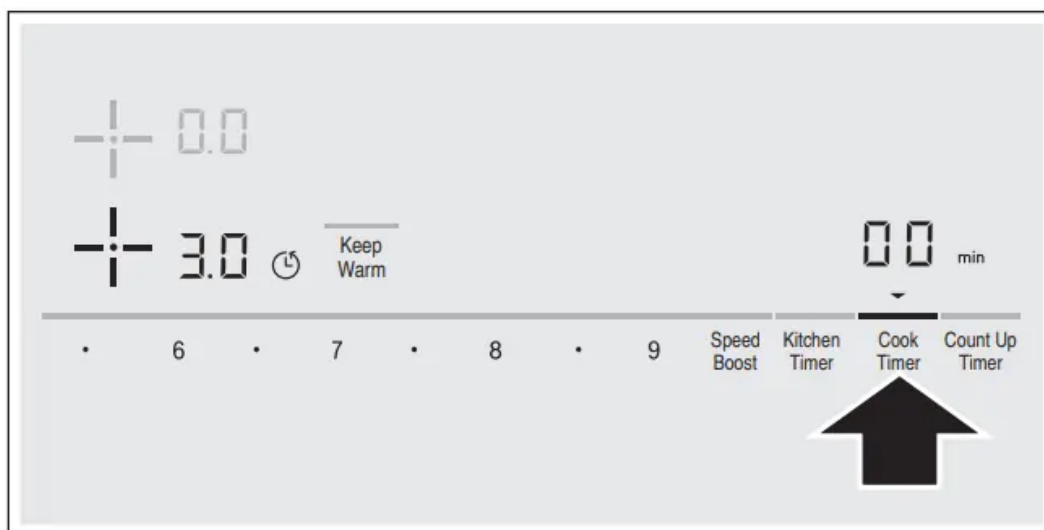 0.0
3.0
Keep
Warm
00 min
• 6 • 7 • 8 • 9
Speed
Boost
Kitchen
Timer
Cook
Timer
Count Up
Timer